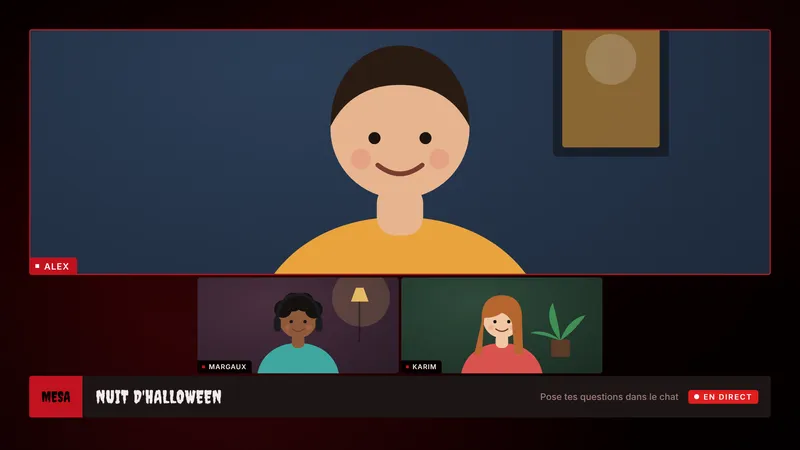 ALEX
MARGAUX
KARIM
MESA
NUIT D'HALLOWEEN
Pose tes questions dans le chat
EN DIRECT